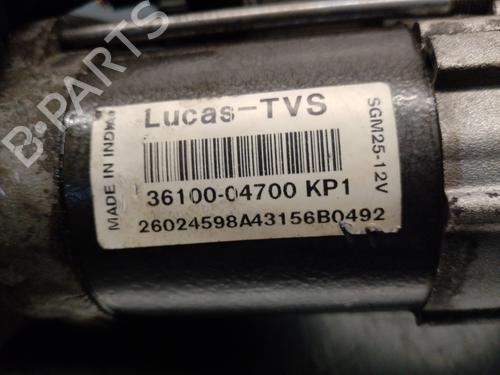 Lucas-TVS
MADE IN INDIA
SGM25-12V
36100-04700 KP1
26024598A43156B0492
B-PARTS